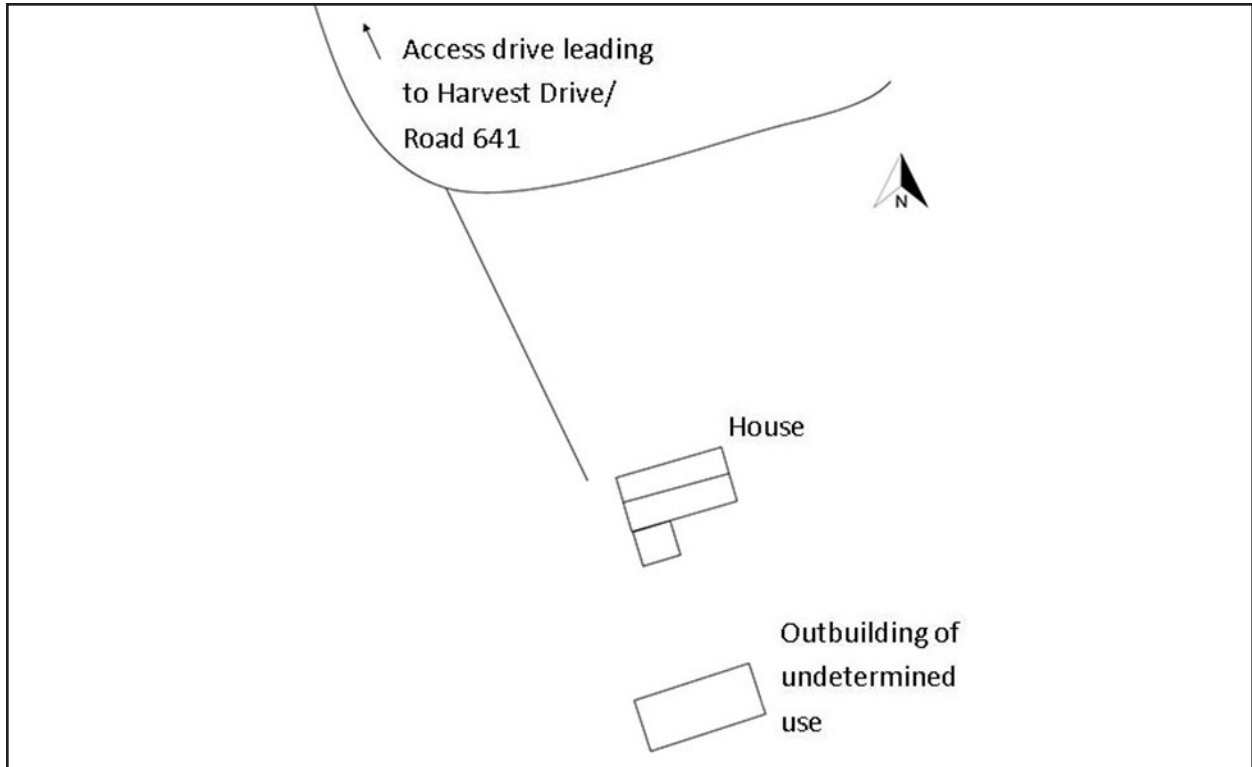 Access drive leading
to Harvest Drive/
Road 641
N
House
Outbuilding of
undetermined
use